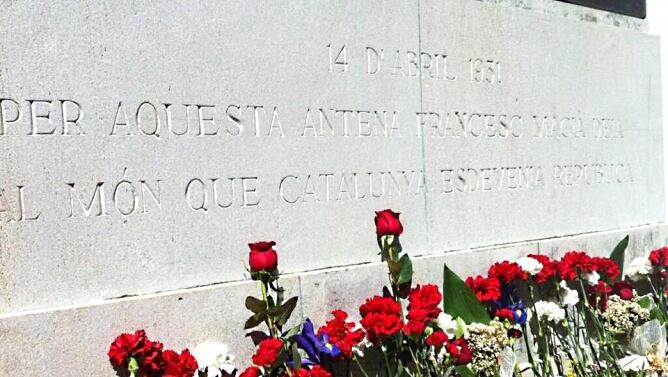 14 D'ABRIL 1931
PER AQUESTA ANTENA FRANCESC MACIÀ DEIA
AL MÓN QUE CATALUNYA ESDEVENIA REPÚBLICA